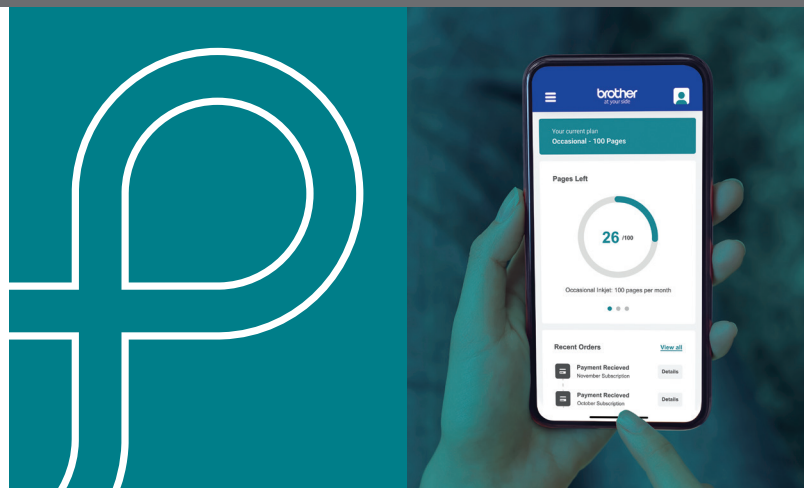 brother
at your side
Your current plan
Occasional - 100 Pages
Pages Left
26 /100
Occasional Inkjet: 100 pages per month
Recent Orders View all
Payment Recieved
November Subscription
Details
Payment Recieved
October Subscription
Details